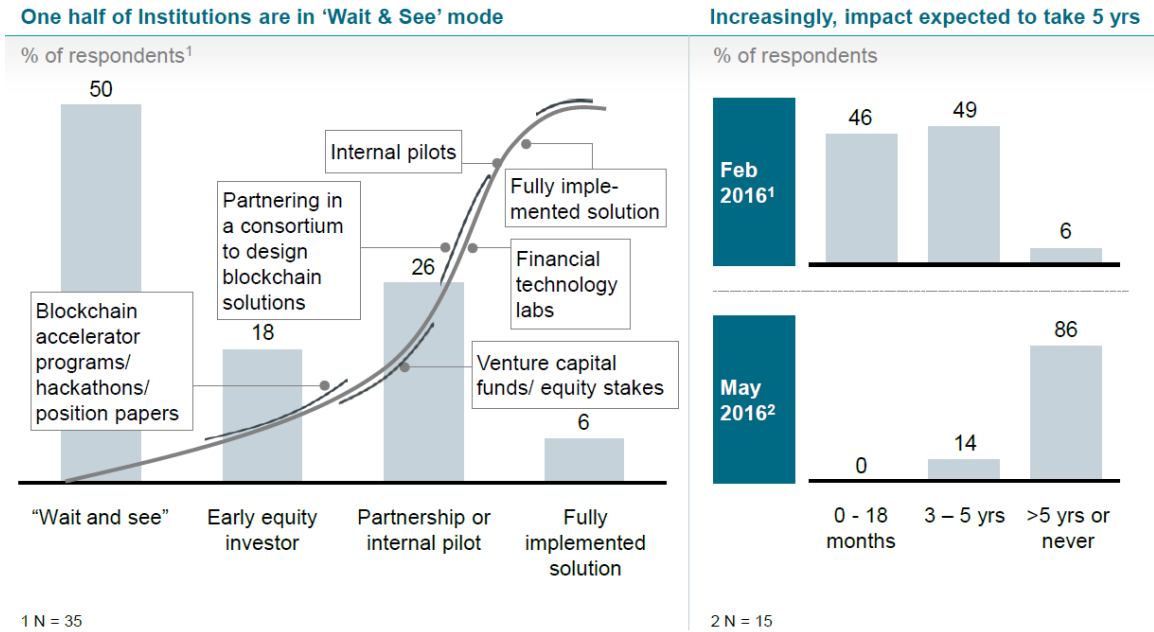 One half of Institutions are in ‘Wait & See’ mode
% of respondents1
50
18
26
6
Blockchain
accelerator
programs/
hackathons/
position papers
Partnering in
a consortium
to design
blockchain
solutions
Internal pilots
Fully imple-
mented solution
Financial
technology
labs
Venture capital
funds/ equity stakes
“Wait and see”
Early equity
investor
Partnership or
internal pilot
Fully
implemented
solution
1 N = 35
Increasingly, impact expected to take 5 yrs
% of respondents
Feb
20161
46
49
6
May
20162
0
14
86
0 - 18
months
3 – 5 yrs
>5 yrs or
never
2 N = 15